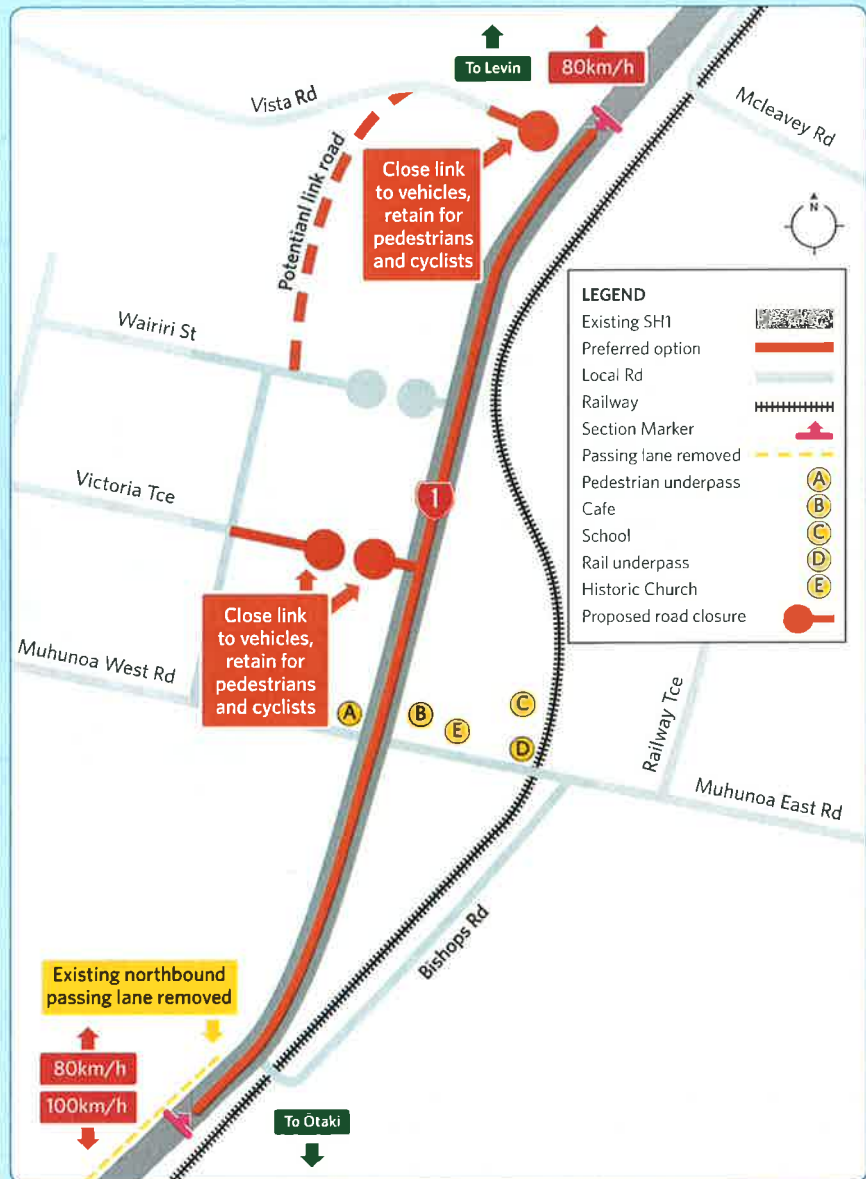 To Levin
80km/h
Vista Rd
Mcleavey Rd
Close link
to vehicles,
retain for
pedestrians
and cyclists
Potentianl link road
N
LEGEND
Existing SH1
Preferred option
Local Rd
Railway
Section Marker
Passing lane removed
Pedestrian underpass
A
Cafe
B
School
C
Rail underpass
D
Historic Church
E
Proposed road closure
Wairiri St
1
Victoria Tce
Close link
to vehicles,
retain for
pedestrians
and cyclists
Muhunoa West Rd
A
B
E
C
D
Railway Tce
Muhunoa East Rd
Bishops Rd
Existing northbound
passing lane removed
80km/h
100km/h
To Ōtaki